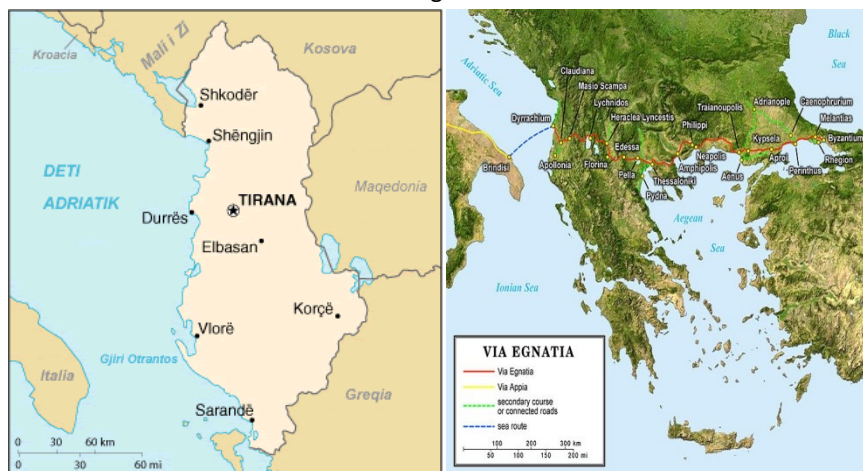 Kroacia
Mali i Zi
Kosova
Shkodër
Shëngjin
DETI
ADRIATIK
TIRANA
Durrës
Maqedonia
Elbasan
Korçë
Vlorë
Gjiri Otrantos
Italia
Greqia
Sarandë
0 30 60 km
0 30 60 mi
Black
Sea
Adriatic Sea
Claudiana
Masio Scampa
Lychnidos
Heraclea Lyncestis
Dyrrachium
Edessa
Philippi
Traianoupolis
Adrianople
Caenophrurium
Melantias
Kypsela
Byzantium
Brindisi
Apollonia
Florina
Pella
Pydna
Thessaloniki
Amphipolis
Neapolis
Aenus
Aproi
Perinthus
Rhegion
Aegean
Sea
Ionian Sea
VIA EGNATIA
Via Egnatia
Via Appia
secondary course
or connected roads
sea route
100 200 300 km
50 100 150 200 mi